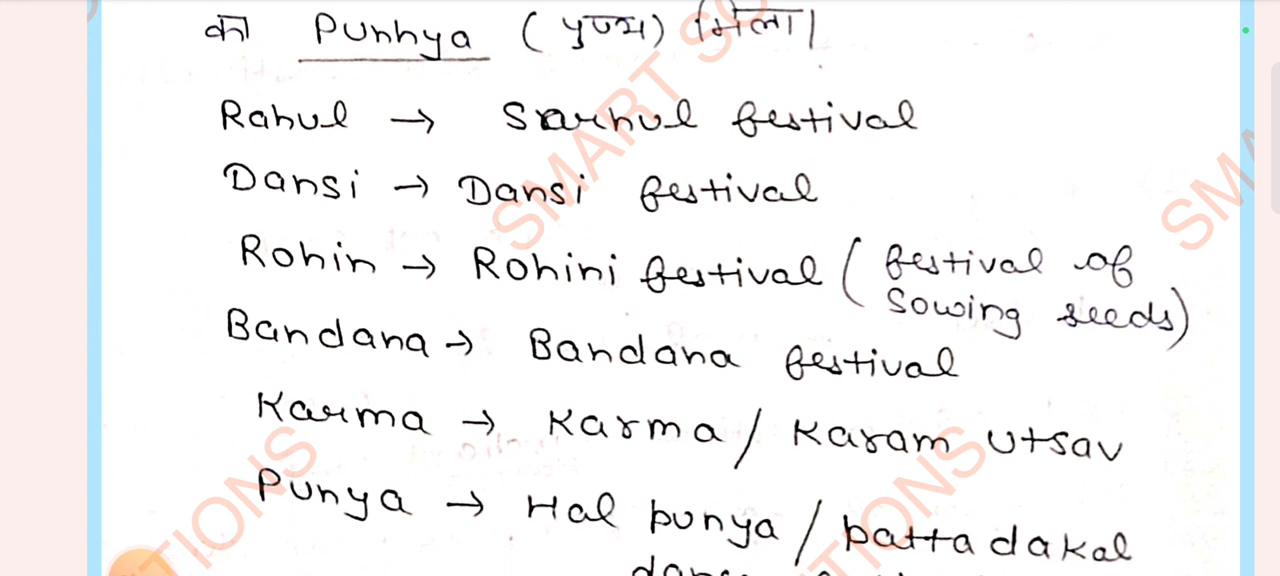 का Punhya (पुण्य) मेला।
Rahul → Sarhul festival
Dansi → Dansi festival
Rohin → Rohini festival (festival of
sowing seeds)
Bandana → Bandana festival
Karma → Karma / Karam Utsav
Punya → Hal punya / pattadakal
SMART